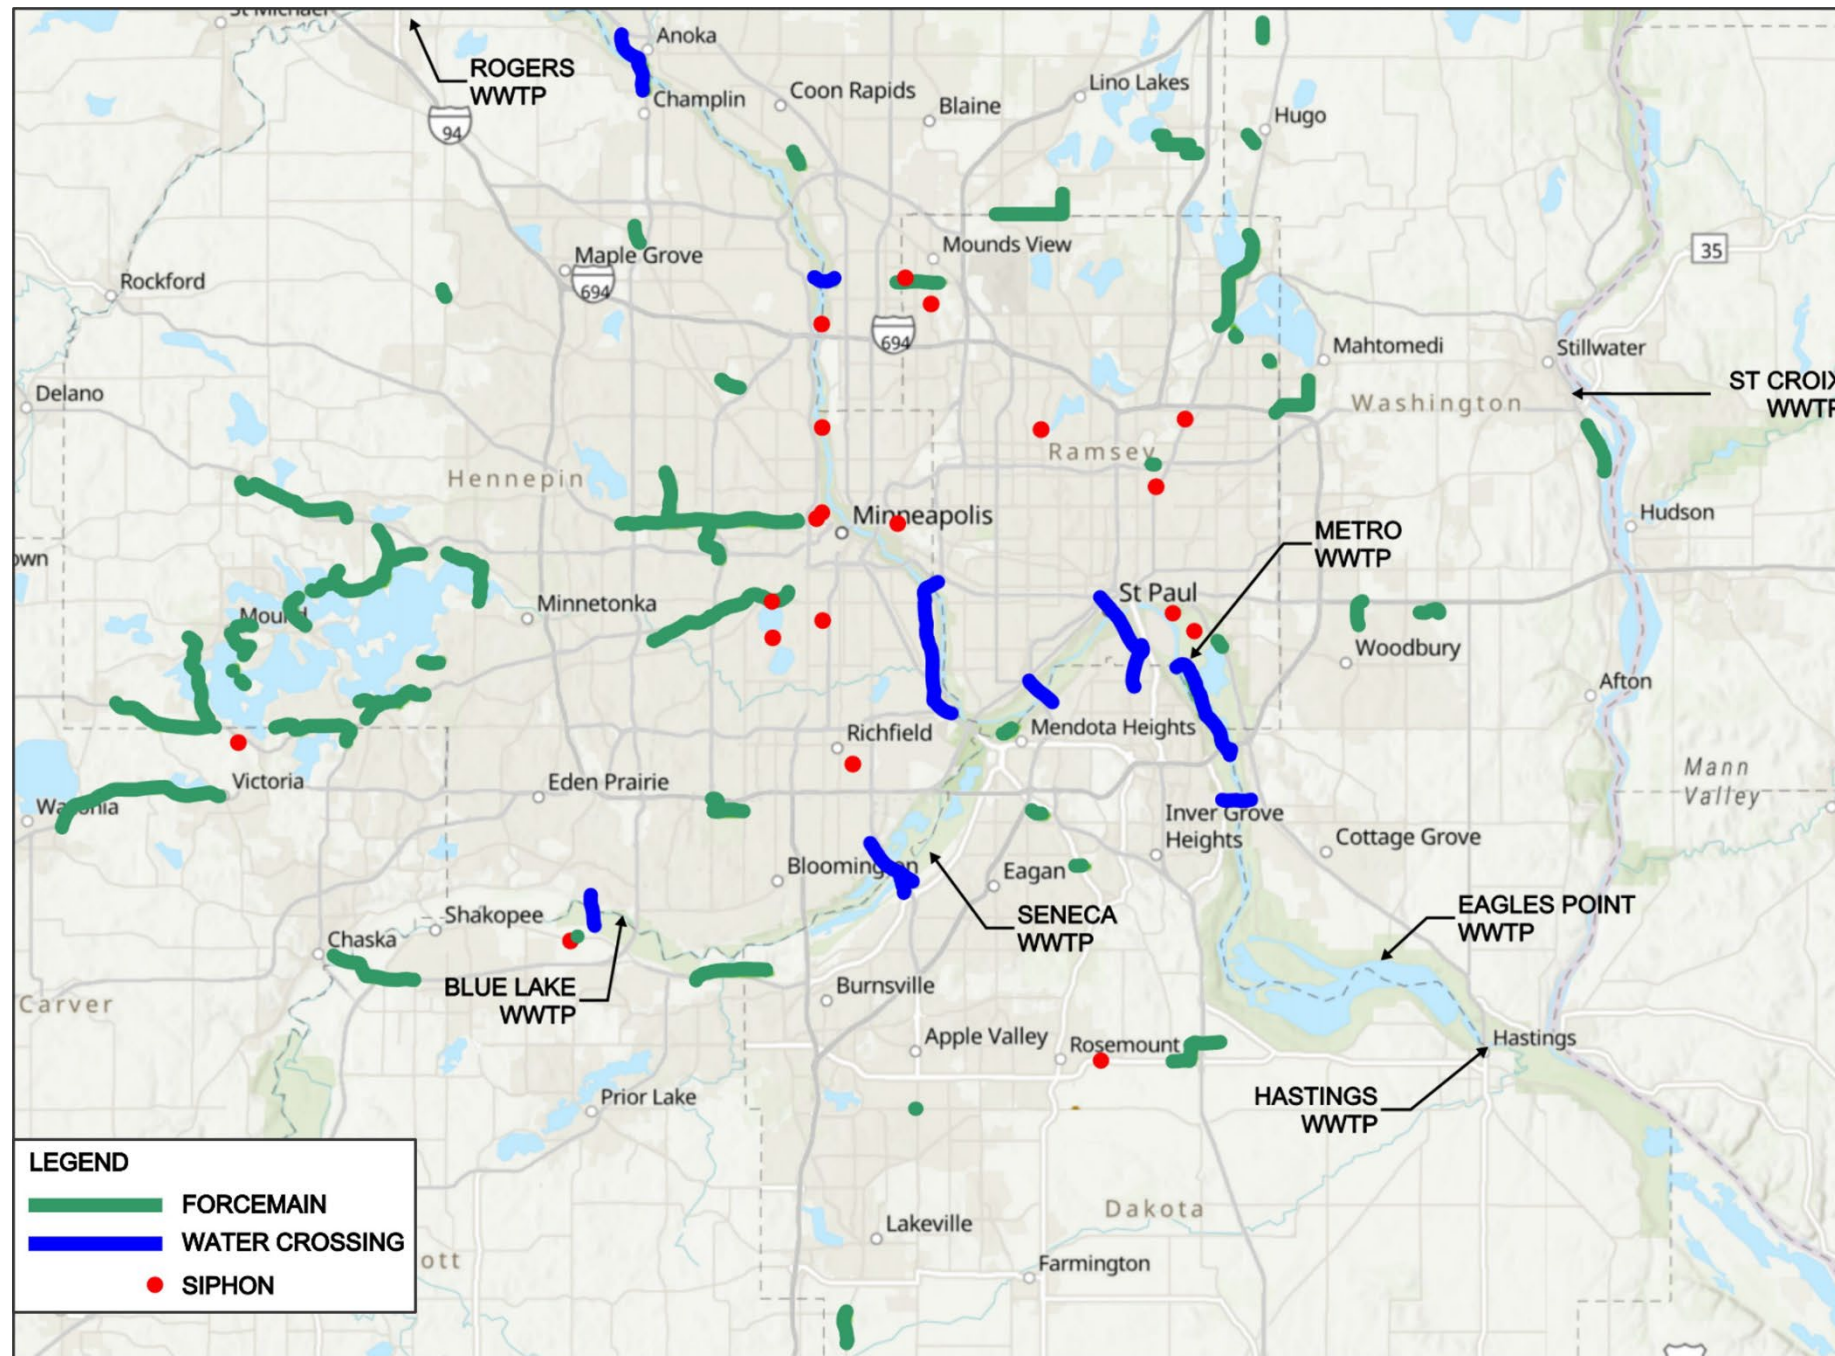 St Michael
Anoka
ROGERS
WWTP
Champlin
Coon Rapids
Blaine
Lino Lakes
Hugo
94
Mounds View
35
Maple Grove
694
Rockford
694
Mahtomedi
Stillwater
Delano
ST CROIX
WWTP
Washington
Ramsey
Hennepin
Minneapolis
Hudson
METRO
WWTP
own
Minnetonka
St Paul
Mound
Woodbury
Afton
Richfield
Mendota Heights
Mann
Valley
Victoria
Eden Prairie
Waconia
Inver Grove
Heights
Cottage Grove
Bloomington
Eagan
Shakopee
SENECA
WWTP
EAGLES POINT
WWTP
Chaska
BLUE LAKE
WWTP
Burnsville
Carver
Apple Valley
Rosemount
Hastings
Prior Lake
HASTINGS
WWTP
LEGEND
FORCEMAIN
WATER CROSSING
SIPHON
ott
Dakota
Lakeville
Farmington